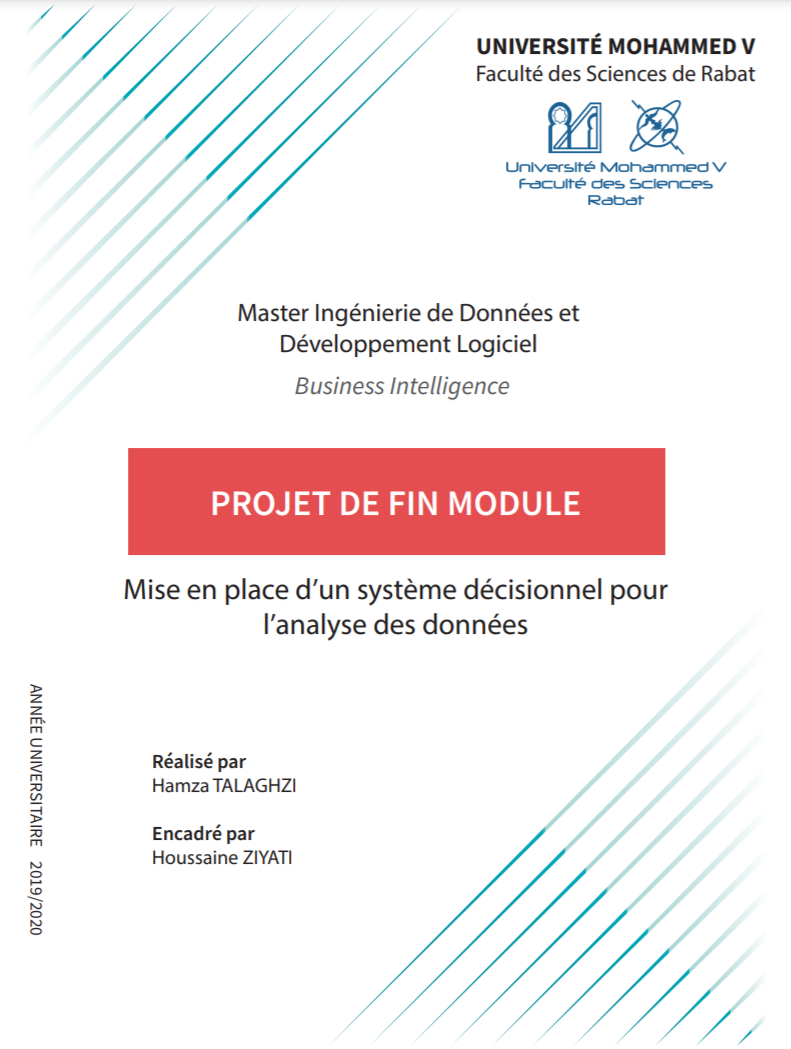 UNIVERSITÉ MOHAMMED V
Faculté des Sciences de Rabat
Université Mohammed V
Faculté des Sciences
Rabat
Master Ingénierie de Données et
Développement Logiciel
Business Intelligence
PROJET DE FIN MODULE
Mise en place d’un système décisionnel pour
l’analyse des données
ANNÉE UNIVERSITAIRE 2019/2020
Réalisé par
Hamza TALAGHZI
Encadré par
Houssaine ZIYATI